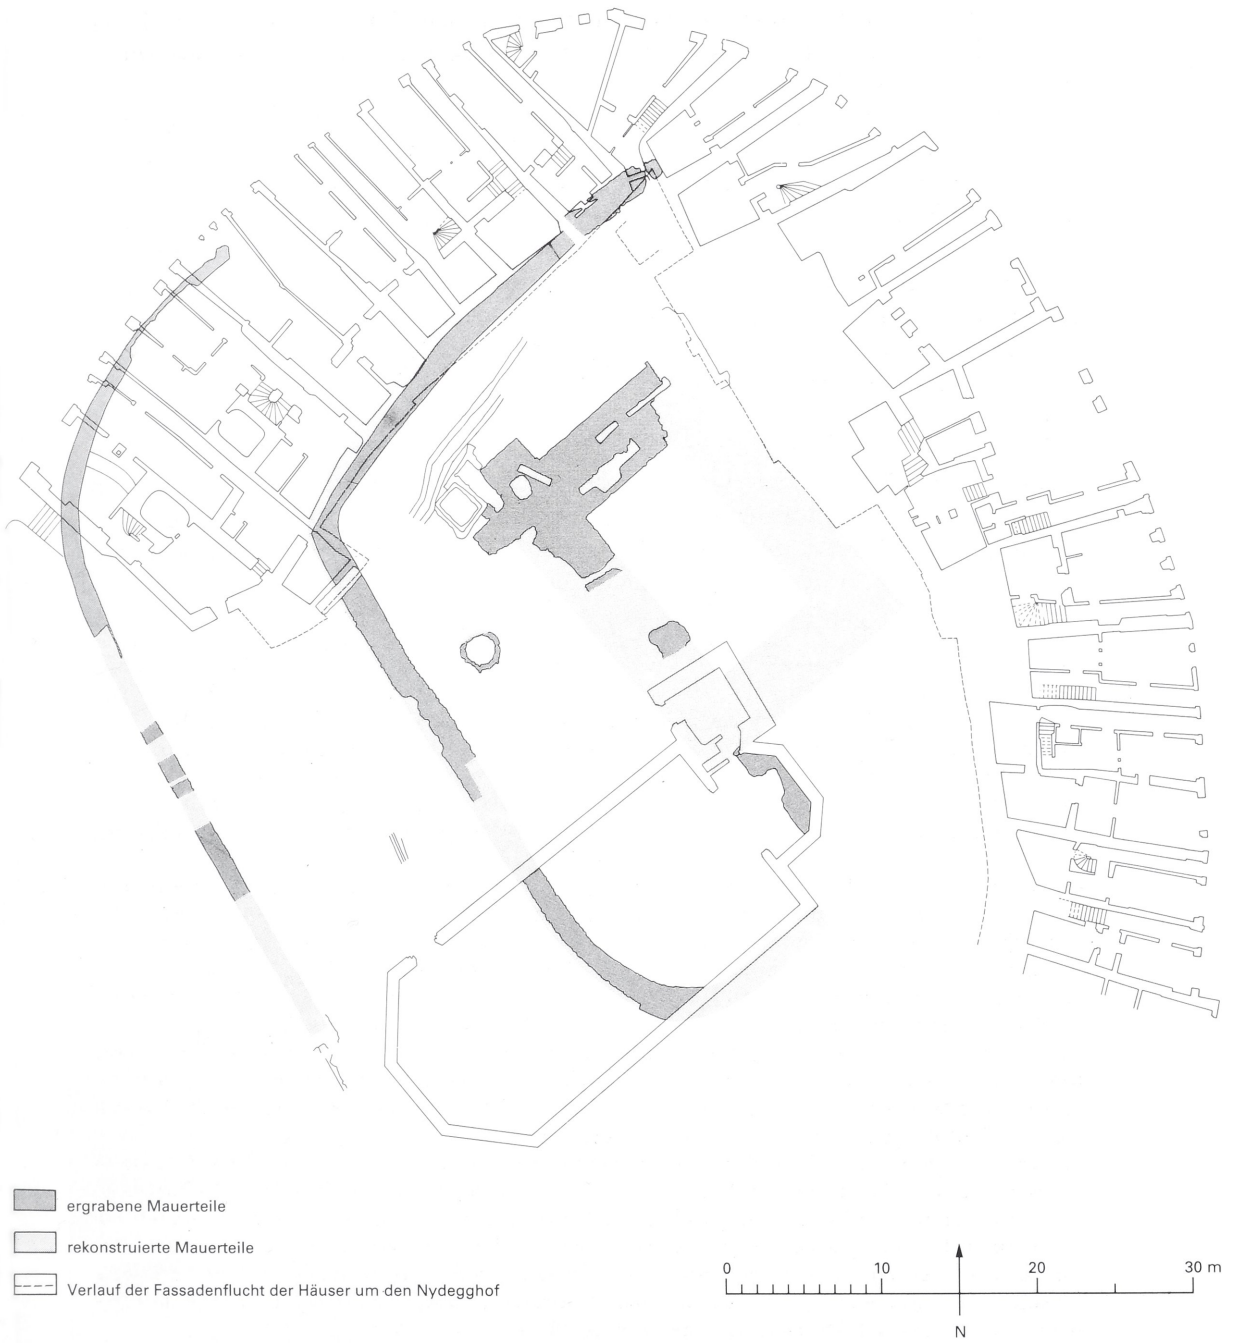 ergrabene Mauerteile
rekonstruierte Mauerteile
Verlauf der Fassadenflucht der Häuser um den Nydegghof
0 10 20 30 m
N